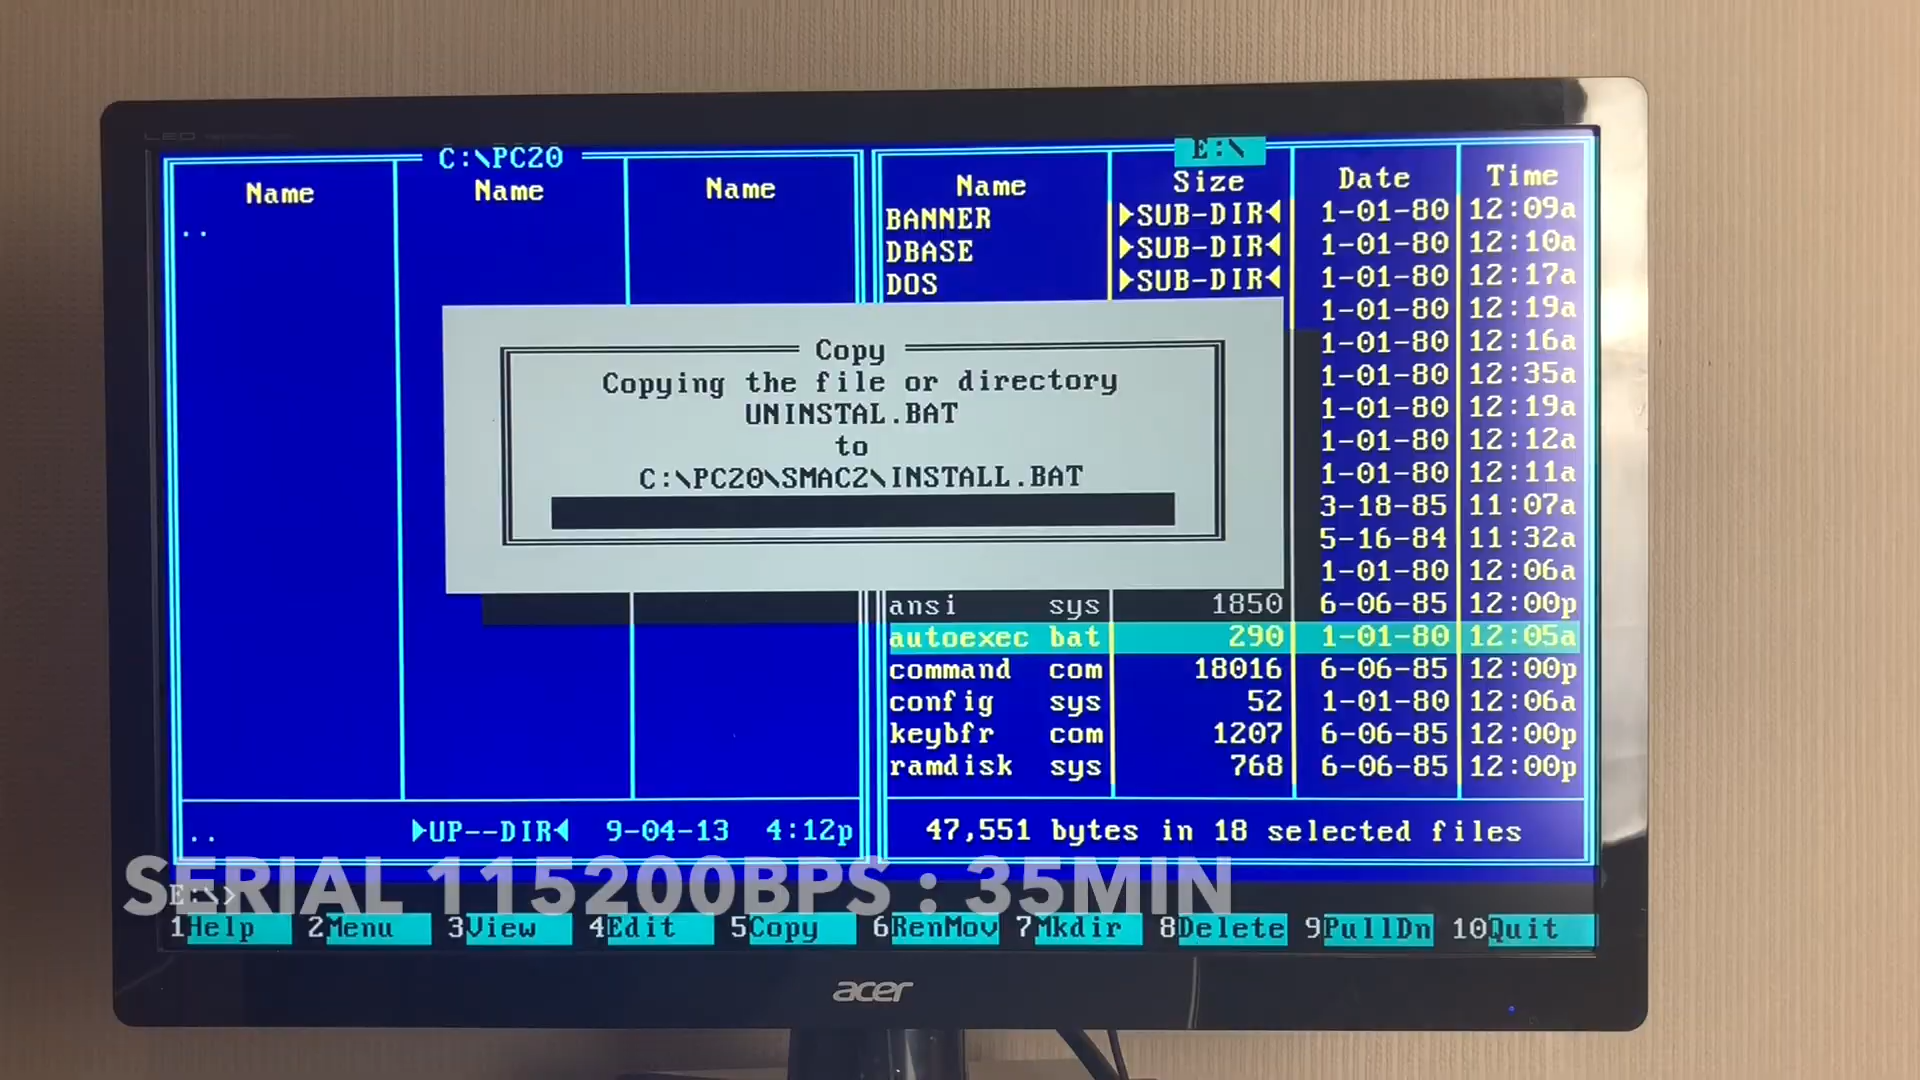 LED
C:\PC20
Name Name Name
..
..  ►UP--DIR◄ 9-04-13 4:12p
E:\
Name Size Date Time
BANNER ►SUB-DIR◄ 1-01-80 12:09a
DBASE ►SUB-DIR◄ 1-01-80 12:10a
DOS ►SUB-DIR◄ 1-01-80 12:17a
1-01-80 12:19a
1-01-80 12:16a
1-01-80 12:35a
1-01-80 12:19a
1-01-80 12:12a
1-01-80 12:11a
3-18-85 11:07a
5-16-84 11:32a
1-01-80 12:06a
ansi sys 1850 6-06-85 12:00p
autoexec bat 290 1-01-80 12:05a
command com 18016 6-06-85 12:00p
config sys 52 1-01-80 12:06a
keybfr com 1207 6-06-85 12:00p
ramdisk sys 768 6-06-85 12:00p
47,551 bytes in 18 selected files
Copy
Copying the file or directory
UNINSTAL.BAT
to
C:\PC20\SMAC2\INSTALL.BAT
E:\>
SERIAL 115200BPS : 35MIN
1Help 2Menu 3View 4Edit 5Copy 6RenMov 7Mkdir 8Delete 9PullDn 10Quit
acer